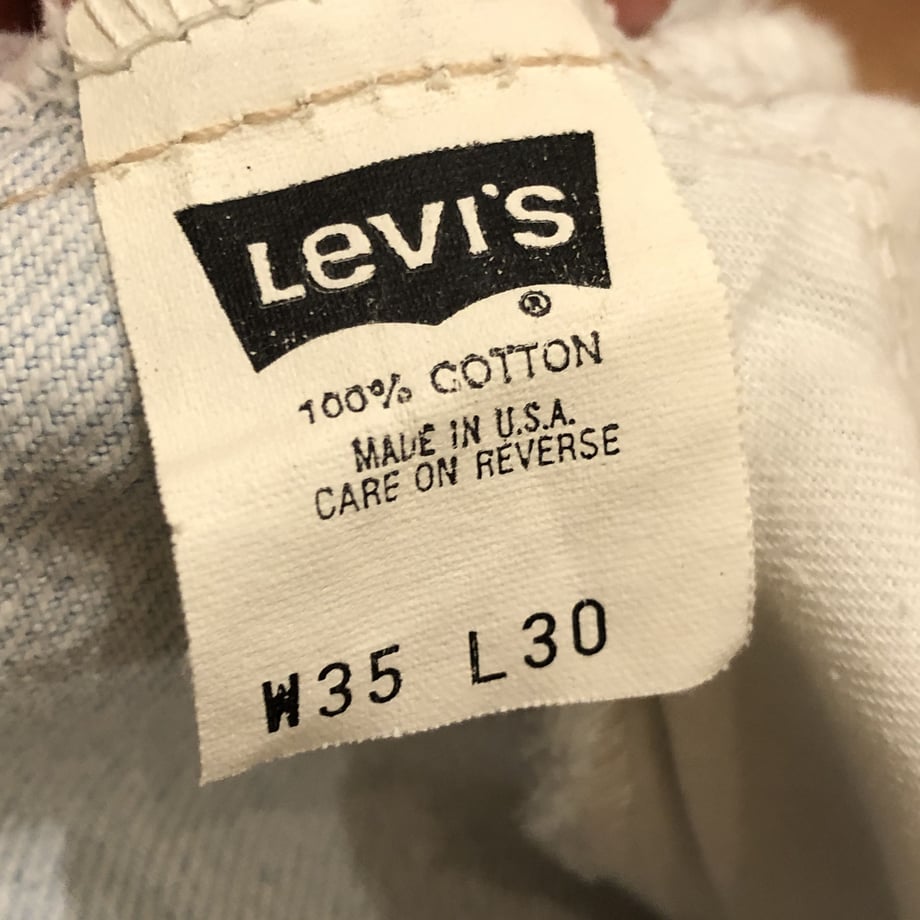 Levi's
®
100% COTTON
MADE IN U.S.A.
CARE ON REVERSE
W35 L30